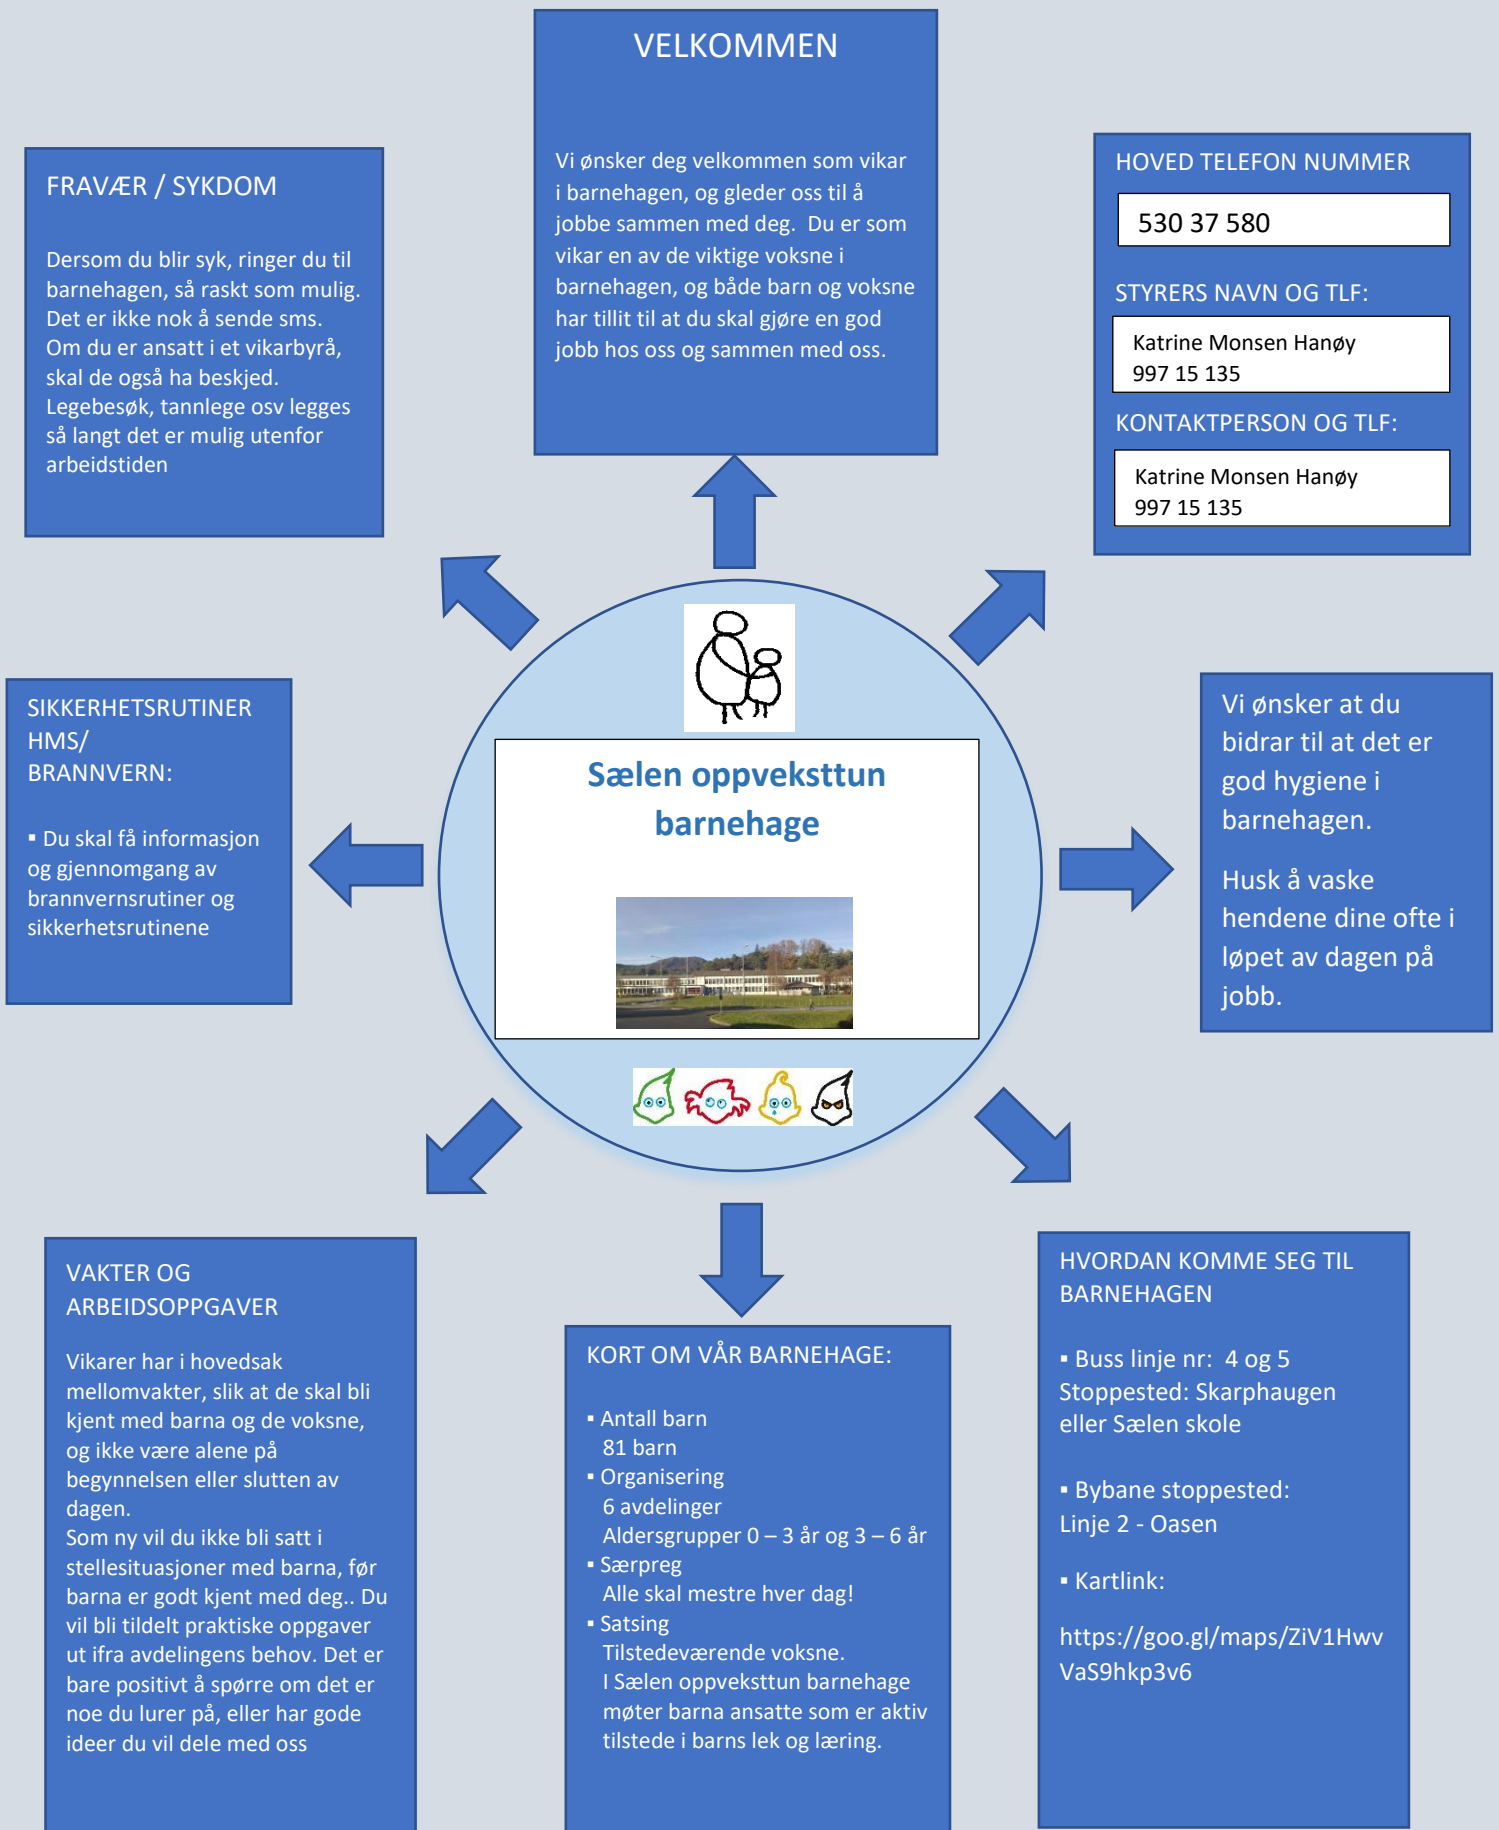 VELKOMMEN
Vi ønsker deg velkommen som vikar
i barnehagen, og gleder oss til å
jobbe sammen med deg.  Du er som
vikar en av de viktige voksne i
barnehagen, og både barn og voksne
har tillit til at du skal gjøre en god
jobb hos oss og sammen med oss.
FRAVÆR / SYKDOM
Dersom du blir syk, ringer du til
barnehagen, så raskt som mulig.
Det er ikke nok å sende sms.
Om du er ansatt i et vikarbyrå,
skal de også ha beskjed.
Legebesøk, tannlege osv legges
så langt det er mulig utenfor
arbeidstiden
HOVED TELEFON NUMMER
530 37 580
STYRERS NAVN OG TLF:
Katrine Monsen Hanøy
997 15 135
KONTAKTPERSON OG TLF:
Katrine Monsen Hanøy
997 15 135
SIKKERHETSRUTINER
HMS/
BRANNVERN:
▪ Du skal få informasjon
og gjennomgang av
brannvernsrutiner og
sikkerhetsrutinene
Sælen oppveksttun
barnehage
Vi ønsker at du
bidrar til at det er
god hygiene i
barnehagen.
Husk å vaske
hendene dine ofte i
løpet av dagen på
jobb.
VAKTER OG
ARBEIDSOPPGAVER
Vikarer har i hovedsak
mellomvakter, slik at de skal bli
kjent med barna og de voksne,
og ikke være alene på
begynnelsen eller slutten av
dagen.
Som ny vil du ikke bli satt i
stellesituasjoner med barna, før
barna er godt kjent med deg.. Du
vil bli tildelt praktiske oppgaver
ut ifra avdelingens behov. Det er
bare positivt å spørre om det er
noe du lurer på, eller har gode
ideer du vil dele med oss
KORT OM VÅR BARNEHAGE:
▪ Antall barn
81 barn
▪ Organisering
6 avdelinger
Aldersgrupper 0 – 3 år og 3 – 6 år
▪ Særpreg
Alle skal mestre hver dag!
▪ Satsing
Tilstedeværende voksne.
I Sælen oppveksttun barnehage
møter barna ansatte som er aktiv
tilstede i barns lek og læring.
HVORDAN KOMME SEG TIL
BARNEHAGEN
▪ Buss linje nr:  4 og 5
Stoppested: Skarphaugen
eller Sælen skole
▪ Bybane stoppested:
Linje 2 - Oasen
▪ Kartlink:
https://goo.gl/maps/ZiV1Hwv
VaS9hkp3v6